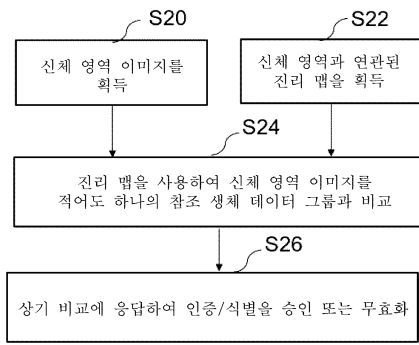 S20
신체 영역 이미지를
획득
S22
신체 영역과 연관된
진리 맵을 획득
S24
진리 맵을 사용하여 신체 영역 이미지를
적어도 하나의 참조 생체 데이터 그룹과 비교
S26
상기 비교에 응답하여 인증/식별을 승인 또는 무효화